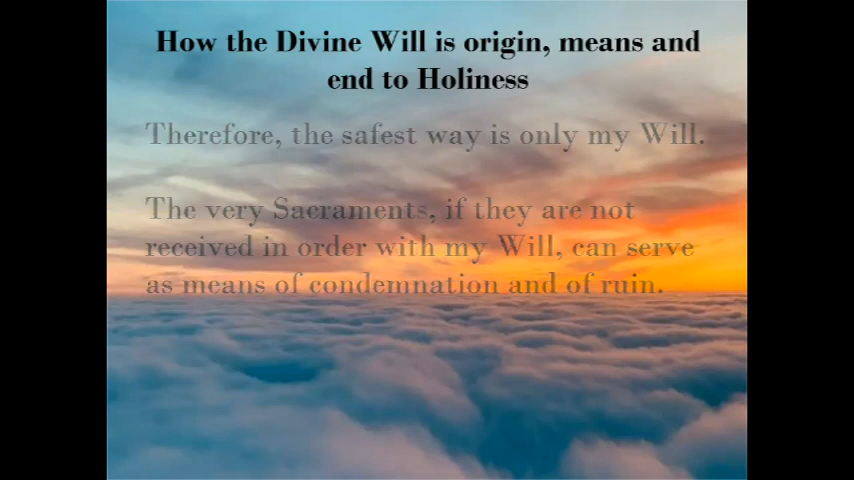 How the Divine Will is origin, means and
end to Holiness
Therefore, the safest way is only my Will.
The very Sacraments, if they are not
received in order with my Will, can serve
as means of condemnation and of ruin.